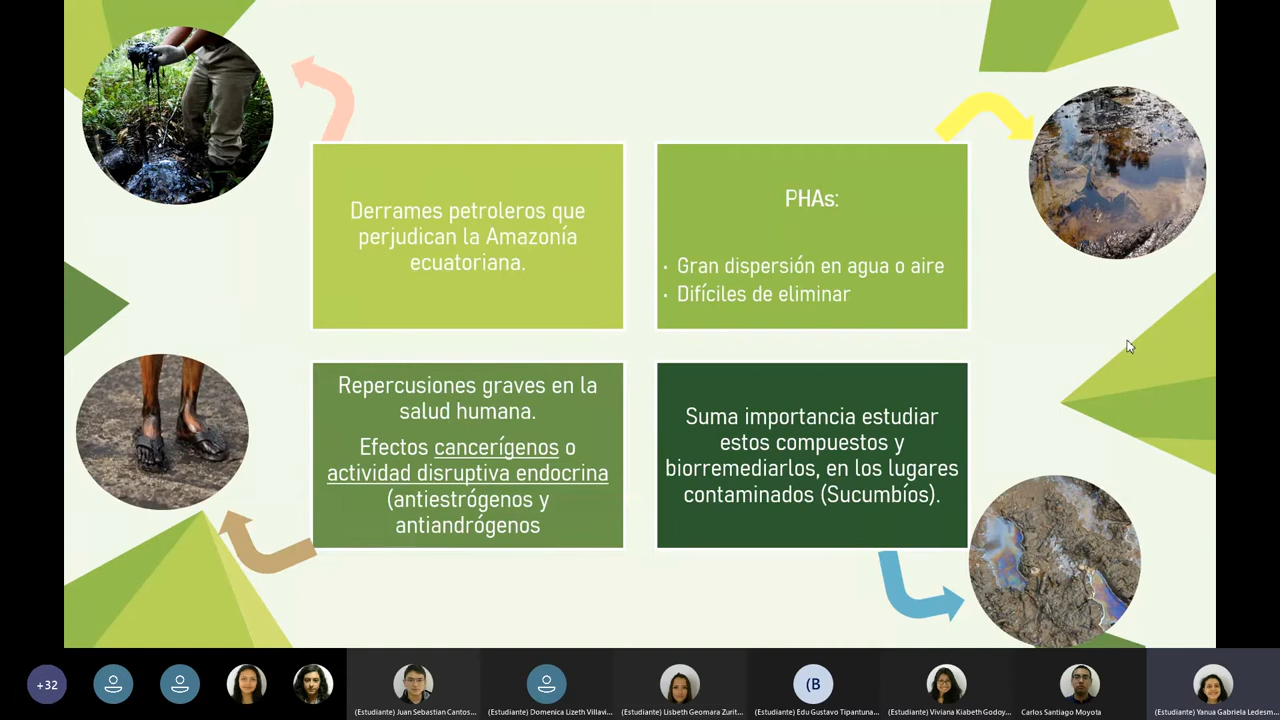 Derrames petroleros que
perjudican la Amazonía
ecuatoriana.
PHAs:
• Gran dispersión en agua o aire
• Difíciles de eliminar
Repercusiones graves en la
salud humana.
Efectos cancerígenos o
actividad disruptiva endocrina
(antiestrógenos y
antiandrógenos
Suma importancia estudiar
estos compuestos y
biorremediarlos, en los lugares
contaminados (Sucumbíos).
+32
(B
(Estudiante) Juan Sebastian Cantos...
(Estudiante) Domenica Lizeth Villavi...
(Estudiante) Lisbeth Geomara Zurit...
(Estudiante) Edu Gustavo Tipantuna...
(Estudiante) Viviana Kiabeth Godoy...
Carlos Santiago Moyota
(Estudiante) Yanua Gabriela Ledesm...